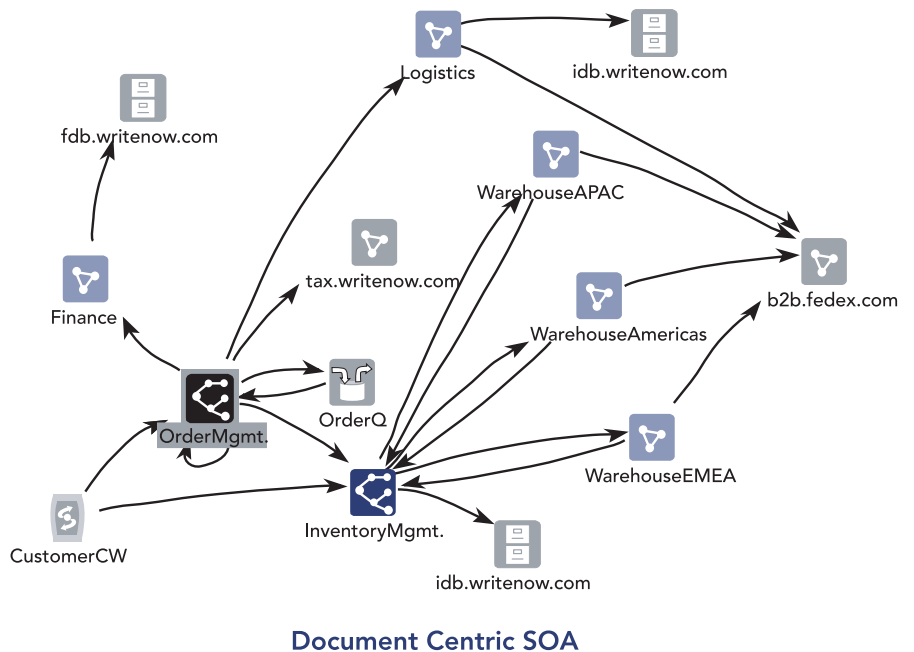 Logistics
idb.writenow.com
fdb.writenow.com
WarehouseAPAC
tax.writenow.com
b2b.fedex.com
Finance
WarehouseAmericas
OrderQ
OrderMgmt.
WarehouseEMEA
InventoryMgmt.
CustomerCW
idb.writenow.com
Document Centric SOA